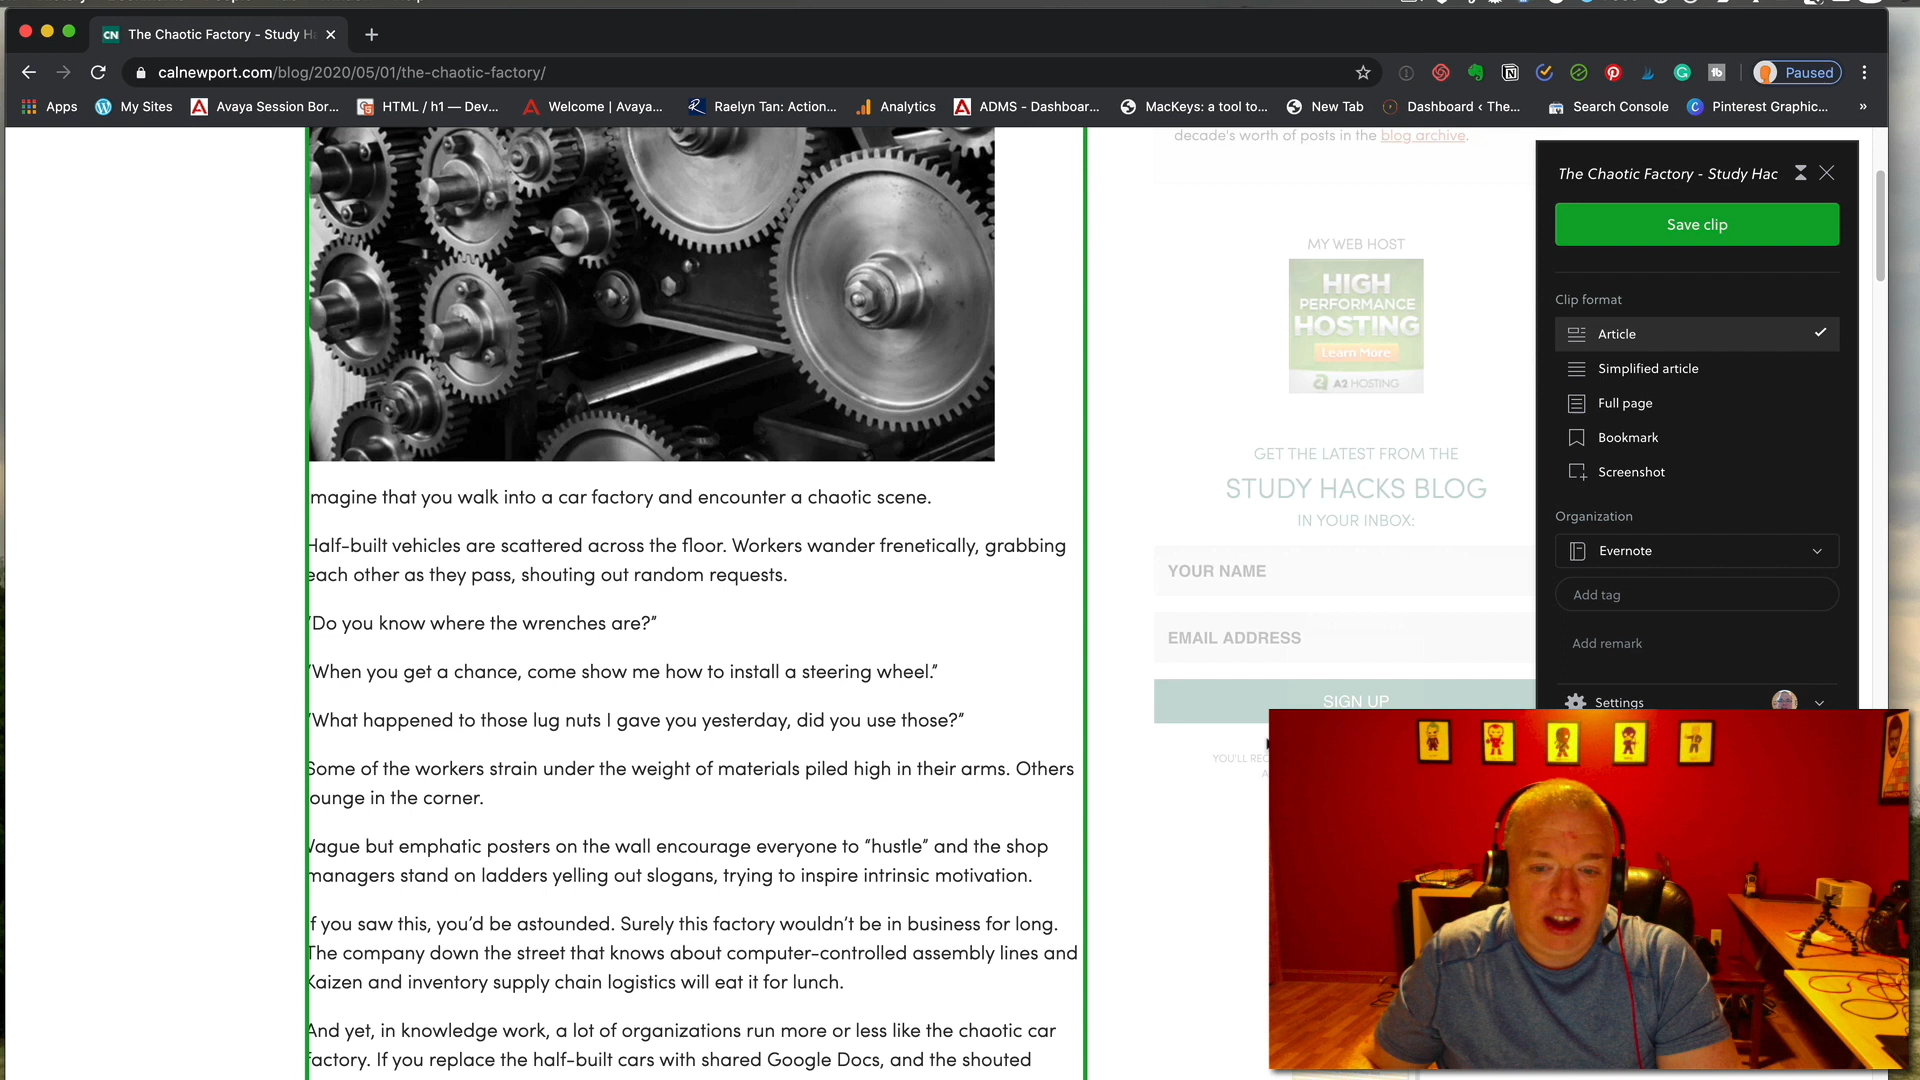 CN The Chaotic Factory - Study H
calnewport.com/blog/2020/05/01/the-chaotic-factory/
Paused
Apps
My Sites
Avaya Session Bor...
HTML / h1 — Dev...
Welcome | Avaya...
Raelyn Tan: Action...
Analytics
ADMS - Dashboar...
MacKeys: a tool to...
New Tab
Dashboard ‹ The...
Search Console
Pinterest Graphic...
»
magine that you walk into a car factory and encounter a chaotic scene.
Half-built vehicles are scattered across the floor. Workers wander frenetically, grabbing
each other as they pass, shouting out random requests.
“Do you know where the wrenches are?”
“When you get a chance, come show me how to install a steering wheel.”
“What happened to those lug nuts I gave you yesterday, did you use those?”
Some of the workers strain under the weight of materials piled high in their arms. Others
lounge in the corner.
Vague but emphatic posters on the wall encourage everyone to “hustle” and the shop
managers stand on ladders yelling out slogans, trying to inspire intrinsic motivation.
If you saw this, you’d be astounded. Surely this factory wouldn’t be in business for long.
The company down the street that knows about computer-controlled assembly lines and
Kaizen and inventory supply chain logistics will eat it for lunch.
And yet, in knowledge work, a lot of organizations run more or less like the chaotic car
factory. If you replace the half-built cars with shared Google Docs, and the shouted
decade's worth of posts in the blog archive.
MY WEB HOST
HIGH
PERFORMANCE
HOSTING
Learn More
A2 HOSTING
GET THE LATEST FROM THE
STUDY HACKS BLOG
IN YOUR INBOX:
YOUR NAME
EMAIL ADDRESS
SIGN UP
YOU'LL REC
The Chaotic Factory - Study Hac
Save clip
Clip format
Article
Simplified article
Full page
Bookmark
Screenshot
Organization
Evernote
Add tag
Add remark
Settings